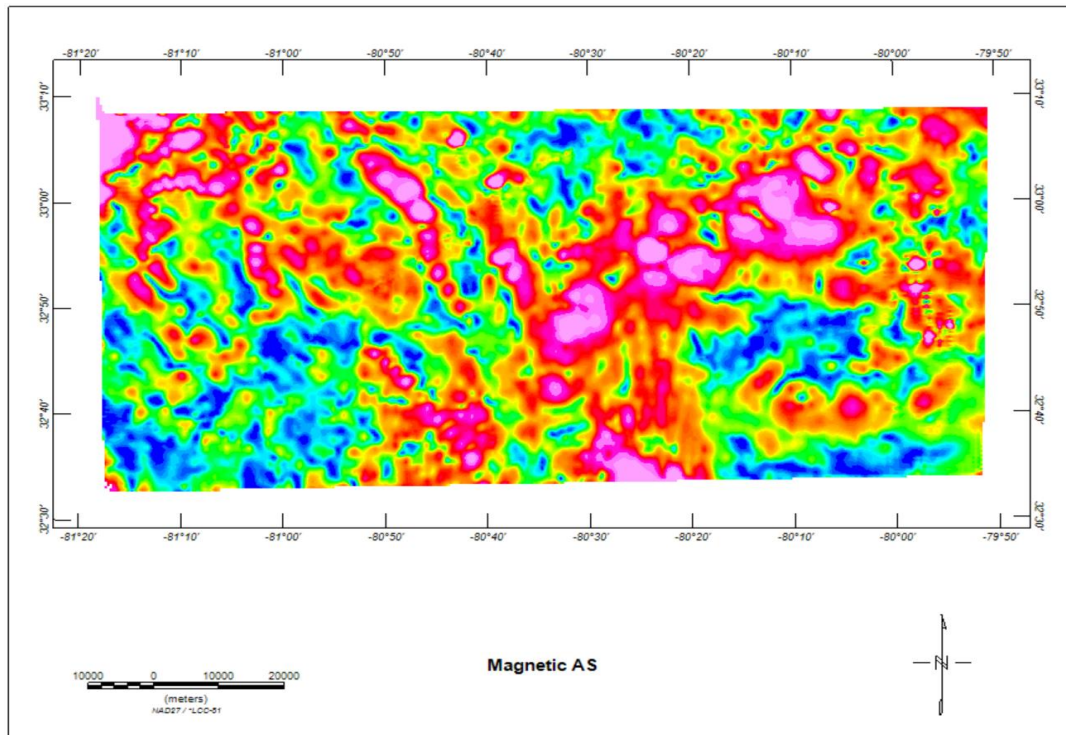 -81°20' -81°10' -81°00' -80°50' -80°40' -80°30' -80°20' -80°10' -80°00' -79°50'
33°10' 33°10'
33°00' 33°00'
32°50' 32°50'
32°40' 32°40'
32°30' 32°30'
-81°20' -81°10' -81°00' -80°50' -80°40' -80°30' -80°20' -80°10' -80°00' -79°50'
Magnetic AS
10000 0 10000 20000
(meters)
NAD27 / *LCC-81
N